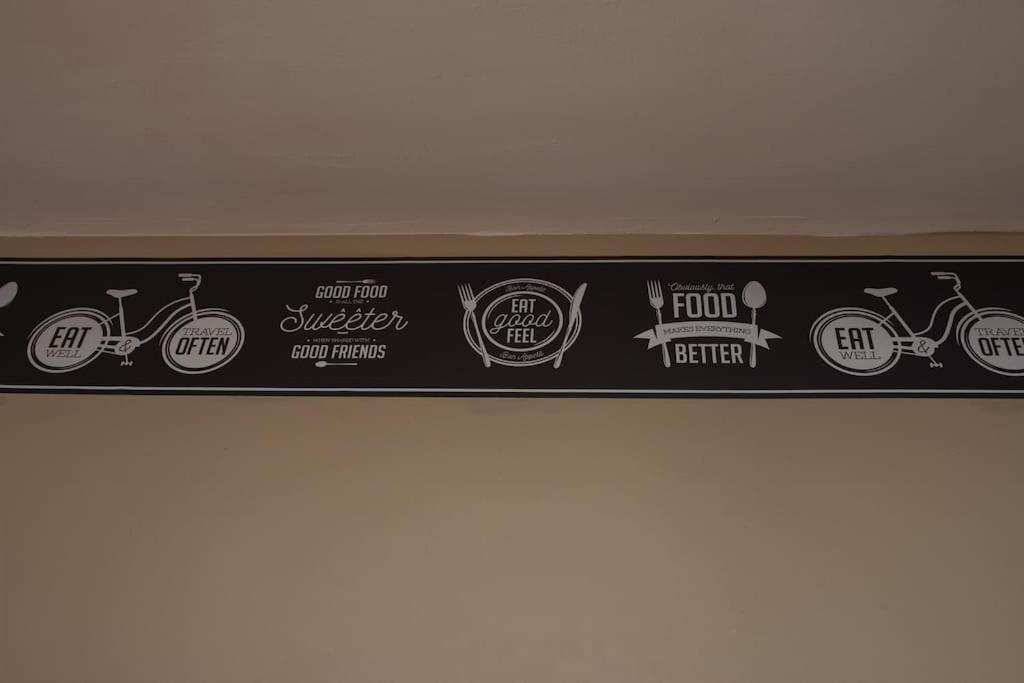 EAT
WELL
&
TRAVEL
OFTEN
GOOD FOOD
IS ALL THE
Swêêter
WHEN SHARED WITH
GOOD FRIENDS
Bon Appetit
EAT
good
FEEL
Bon Appetit
Obviously, that
FOOD
MAKES EVERYTHING
BETTER
EAT
WELL
&
TRAVEL
OFTEN